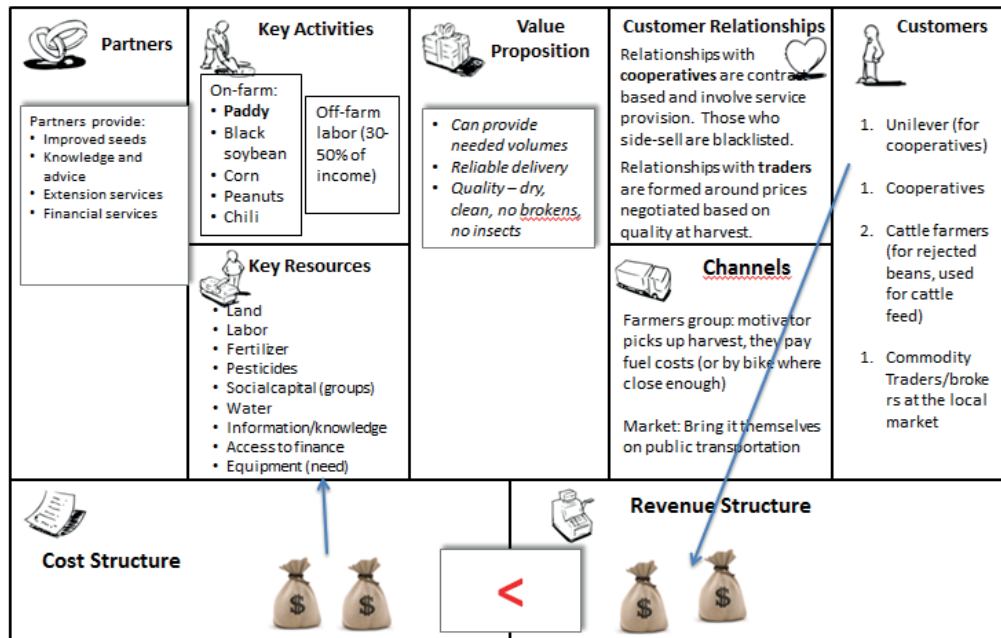 Partners
Partners provide:
• Improved seeds
• Knowledge and
advice
• Extension services
• Financial services
Key Activities
On-farm:
• Paddy
• Black
soybean
• Corn
• Peanuts
• Chili
Off-farm
labor (30-
50% of
income)
Key Resources
• Land
• Labor
• Fertilizer
• Pesticides
• Social capital (groups)
• Water
• Information/knowledge
• Access to finance
• Equipment (need)
Value
Proposition
• Can provide
needed volumes
• Reliable delivery
• Quality – dry,
clean, no brokens,
no insects
Customer Relationships
Relationships with
cooperatives are contract
based and involve service
provision. Those who
side-sell are blacklisted.
Relationships with traders
are formed around prices
negotiated based on
quality at harvest.
Channels
Farmers group: motivator
picks up harvest, they pay
fuel costs (or by bike where
close enough)
Market: Bring it themselves
on public transportation
Customers
1. Unilever (for
cooperatives)
1. Cooperatives
2. Cattle farmers
(for rejected
beans, used
for cattle
feed)
1. Commodity
Traders/broke
rs at the local
market
Cost Structure
$ $
<
Revenue Structure
$ $